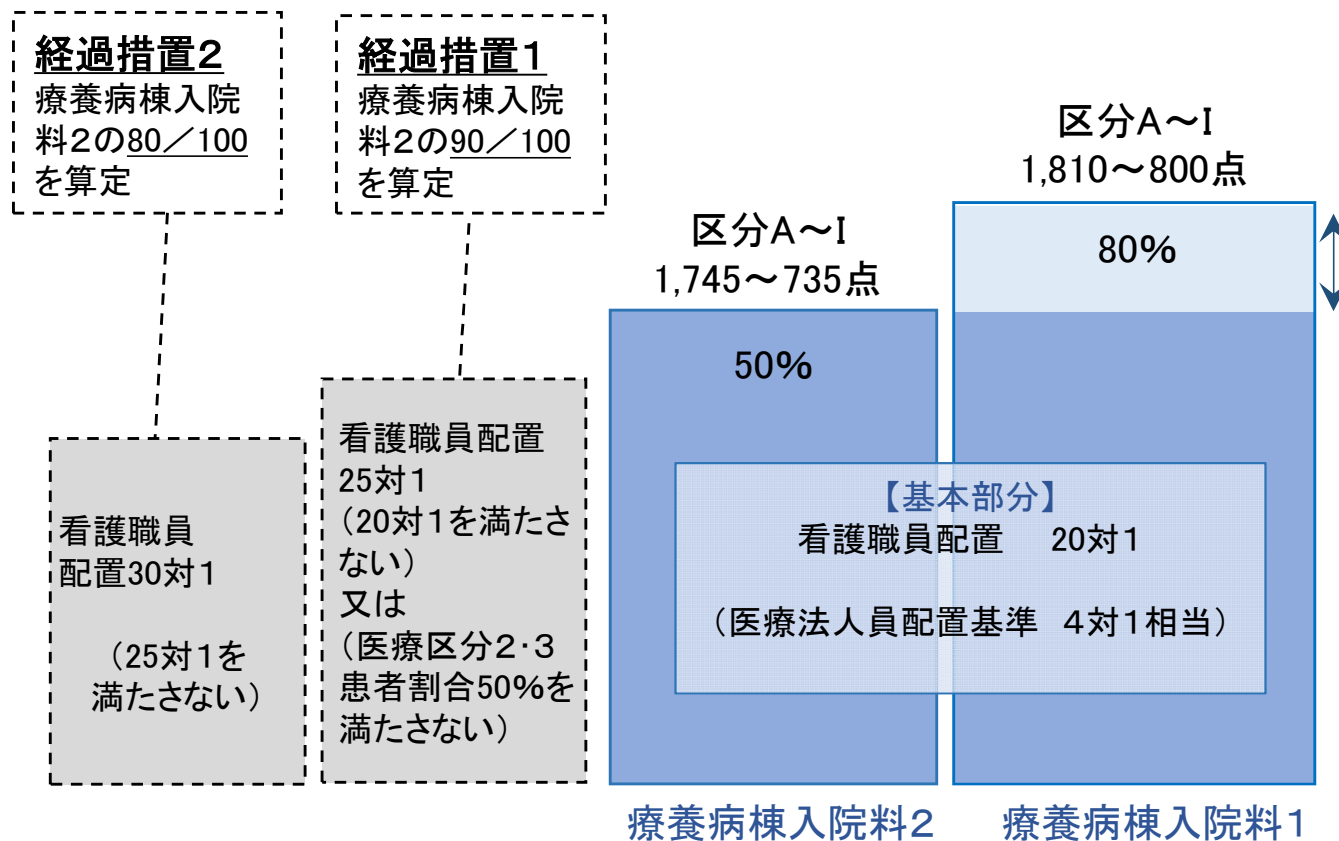 経過措置2
療養病棟入院
料2の80／100
を算定
経過措置1
療養病棟入院
料2の90／100
を算定
区分A～I
1,745～735点
区分A～I
1,810～800点
50%
80%
看護職員
配置30対1
（25対1を
満たさない）
看護職員配置
25対1
（20対1を満たさ
ない）
又は
（医療区分2・3
患者割合50%を
満たさない）
【基本部分】
看護職員配置　20対1
（医療法人員配置基準　4対1相当）
療養病棟入院料2
療養病棟入院料1